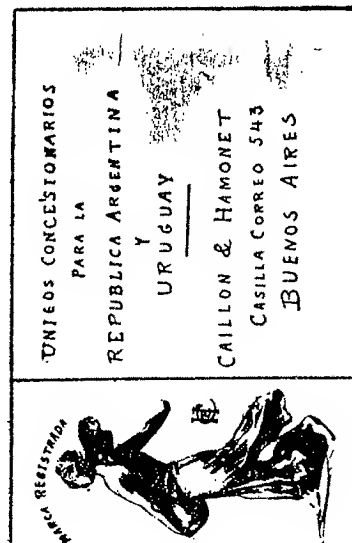 UNICOS CONCESIONARIOS
PARA LA
REPUBLICA ARGENTINA
Y
URUGUAY
CAILLON & HAMONET
CASILLA CORREO 543
BUENOS AIRES
MARCA REGISTRADA